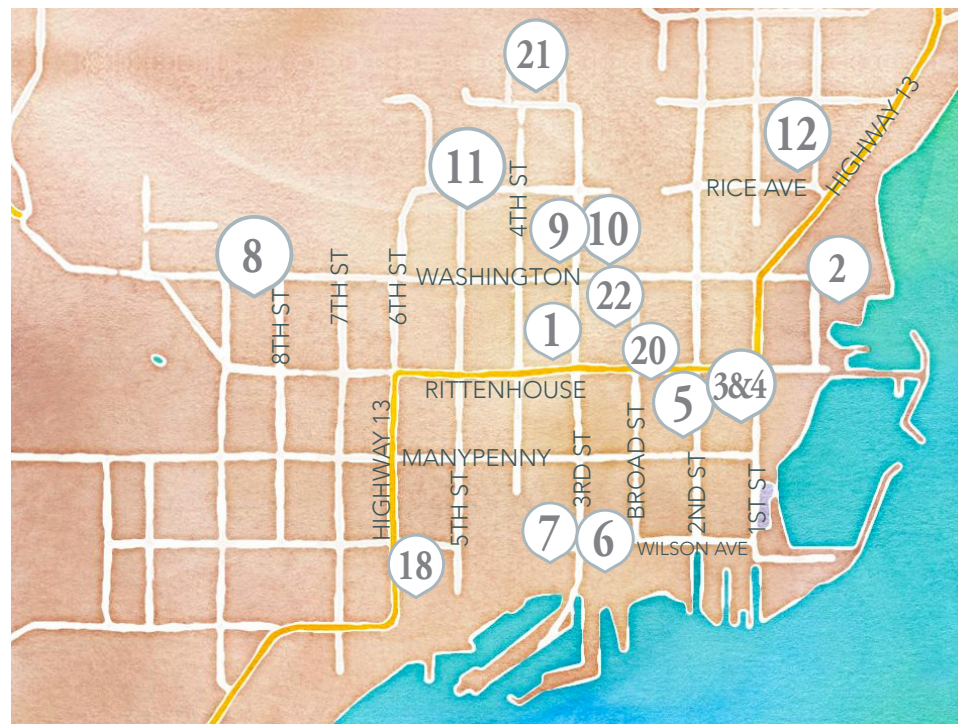 21
HIGHWAY 13
12
11
RICE AVE
4TH ST
9
10
8
2
WASHINGTON
22
8TH ST
7TH ST
6TH ST
1
20
3&4
RITTENHOUSE
5
HIGHWAY 13
MANYPENNY
5TH ST
3RD ST
BROAD ST
2ND ST
1ST ST
7
6
WILSON AVE
18